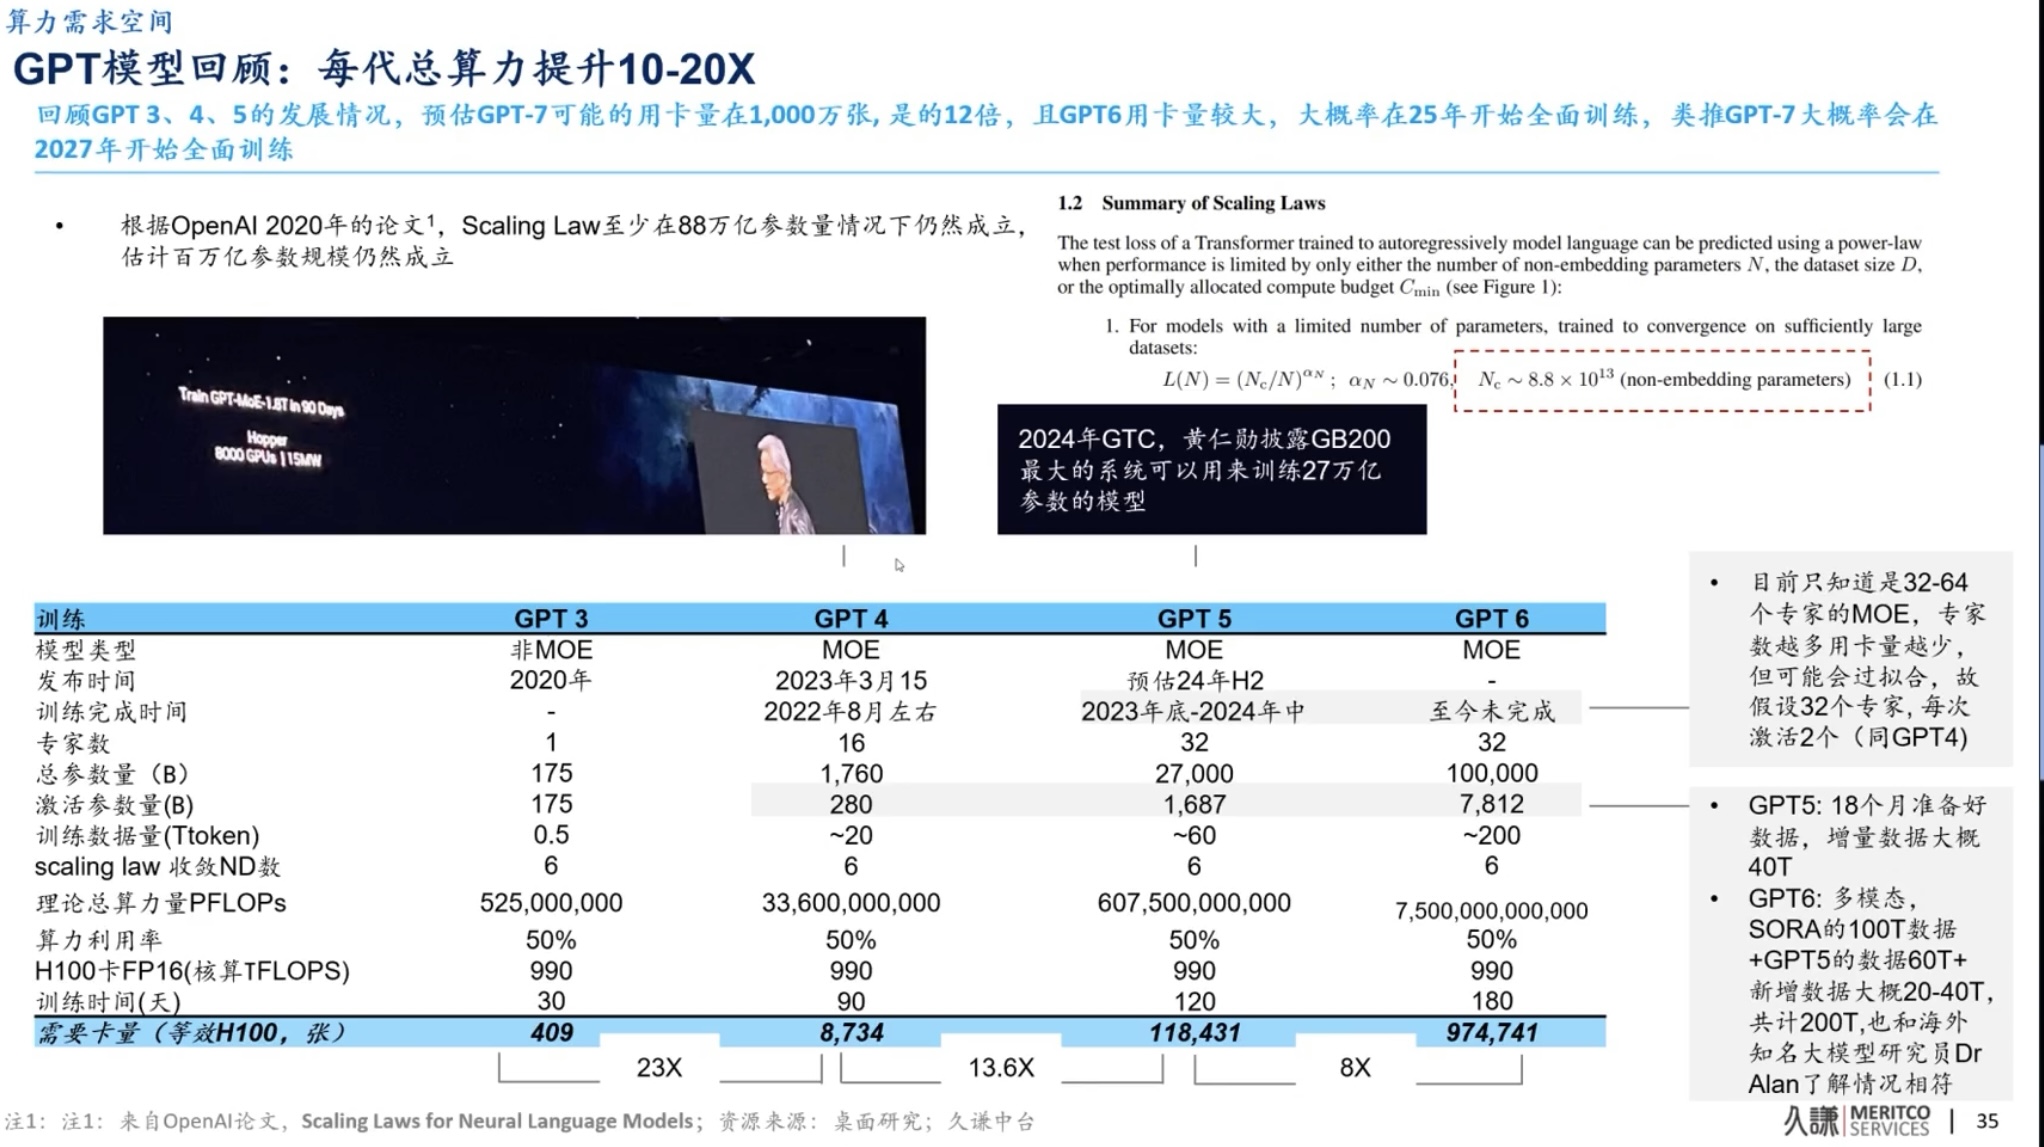 算力需求空间
GPT模型回顾：每代总算力提升10-20X
回顾GPT 3、4、5的发展情况，预估GPT-7可能的用卡量在1,000万张, 是的12倍，且GPT6用卡量较大，大概率在25年开始全面训练，类推GPT-7大概率会在
2027年开始全面训练
• 根据OpenAI 2020年的论文¹，Scaling Law至少在88万亿参数量情况下仍然成立，
估计百万亿参数规模仍然成立
1.2 Summary of Scaling Laws
The test loss of a Transformer trained to autoregressively model language can be predicted using a power-law
when performance is limited by only either the number of non-embedding parameters N, the dataset size D,
or the optimally allocated compute budget Cmin (see Figure 1):
1. For models with a limited number of parameters, trained to convergence on sufficiently large
datasets:
L(N) = (Nc/N)^αN ; αN ∼ 0.076, Nc ∼ 8.8 × 10¹³ (non-embedding parameters) (1.1)
Train GPT-MoE-1.8T in 90 Days
Hopper
8000 GPUs | 15MW
2024年GTC，黄仁勋披露GB200
最大的系统可以用来训练27万亿
参数的模型
训练 GPT 3 GPT 4 GPT 5 GPT 6
模型类型 非MOE MOE MOE MOE
发布时间 2020年 2023年3月15 预估24年H2 -
训练完成时间 - 2022年8月左右 2023年底-2024年中 至今未完成
专家数 1 16 32 32
总参数量（B） 175 1,760 27,000 100,000
激活参数量(B) 175 280 1,687 7,812
训练数据量(Ttoken) 0.5 ~20 ~60 ~200
scaling law 收敛ND数 6 6 6 6
理论总算力量PFLOPs 525,000,000 33,600,000,000 607,500,000,000 7,500,000,000,000
算力利用率 50% 50% 50% 50%
H100卡FP16(核算TFLOPS) 990 990 990 990
训练时间(天) 30 90 120 180
需要卡量（等效H100，张） 409 8,734 118,431 974,741
23X 13.6X 8X
• 目前只知道是32-64
个专家的MOE，专家
数越多用卡量越少，
但可能会过拟合，故
假设32个专家, 每次
激活2个（同GPT4)
• GPT5: 18个月准备好
数据，增量数据大概
40T
• GPT6: 多模态，
SORA的100T数据
+GPT5的数据60T+
新增数据大概20-40T，
共计200T,也和海外
知名大模型研究员Dr
Alan了解情况相符
注1：注1：来自OpenAI论文，Scaling Laws for Neural Language Models；资源来源：桌面研究；久谦中台
久謙 MERITCO
SERVICES | 35